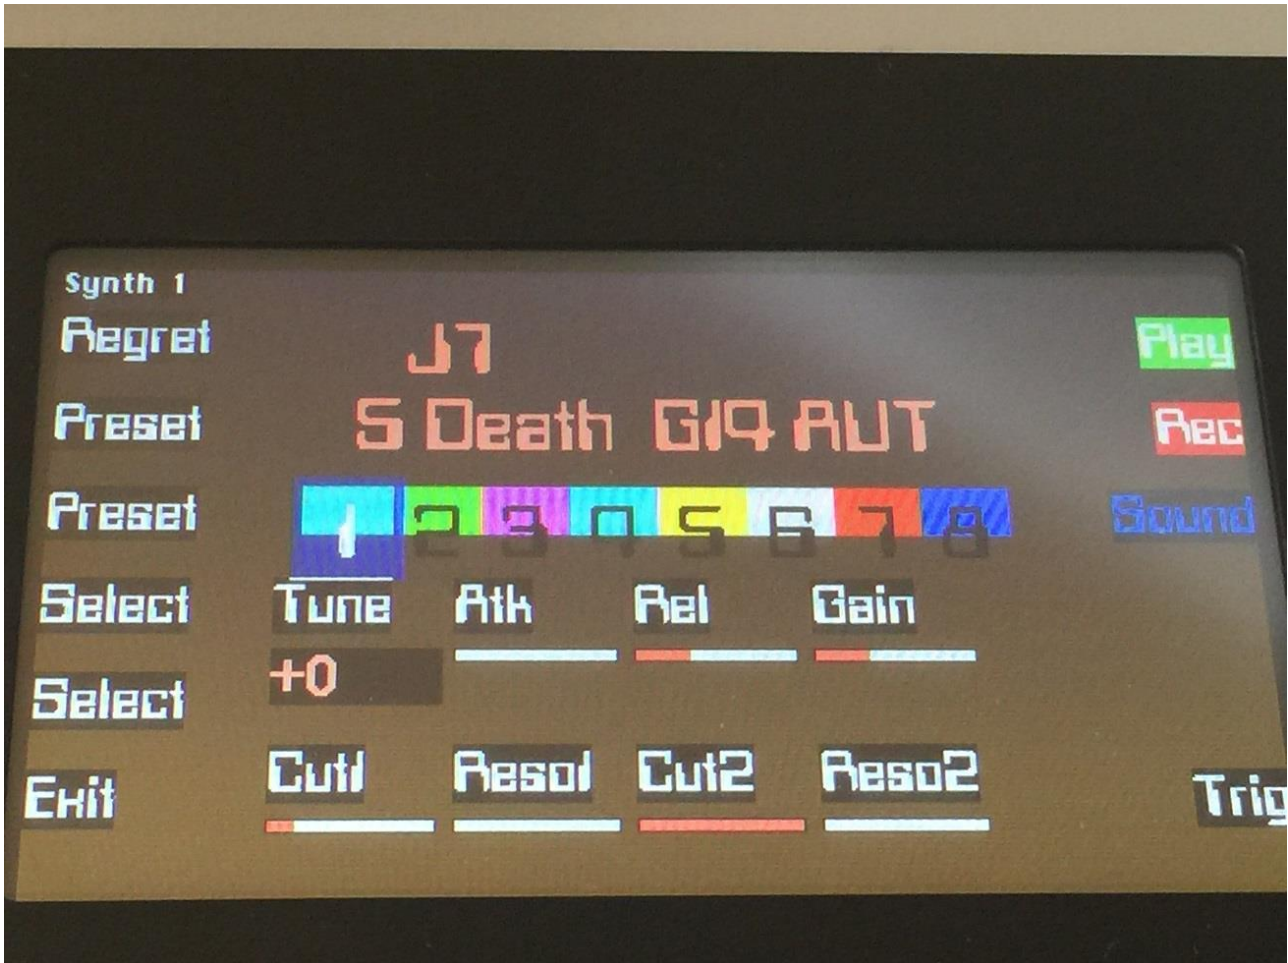 Synth 1
Regret J7 Play
Preset S Death G/Q AUT Rec
Preset 1 2 3 4 5 6 7 8 Sound
Select Tune Atk Rel Gain
Select +0
Exit Cut1 Reso1 Cut2 Reso2 Trig